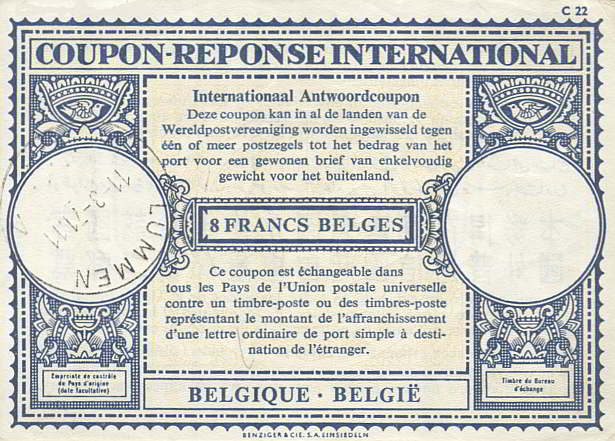 C 22
COUPON-REPONSE INTERNATIONAL
Internationaal Antwoordcoupon
Deze coupon kan in al de landen van de
Wereldpostvereeniging worden ingewisseld tegen
één of meer postzegels tot het bedrag van het
port voor een gewonen brief van enkelvoudig
gewicht voor het buitenland.
LUMMEN
8 FRANCS BELGES
Ce coupon est échangeable dans
tous les Pays de l'Union postale universelle
contre un timbre-poste ou des timbres-poste
représentant le montant de l'affranchissement
d'une lettre ordinaire de port simple à desti-
nation de l'étranger.
Empreinte de contrôle
du Pays d'origine
(date facultative)
Timbre du Bureau
d'échange
BELGIQUE · BELGIË
BENZIGER & CIE. S.A. EINSIEDELN